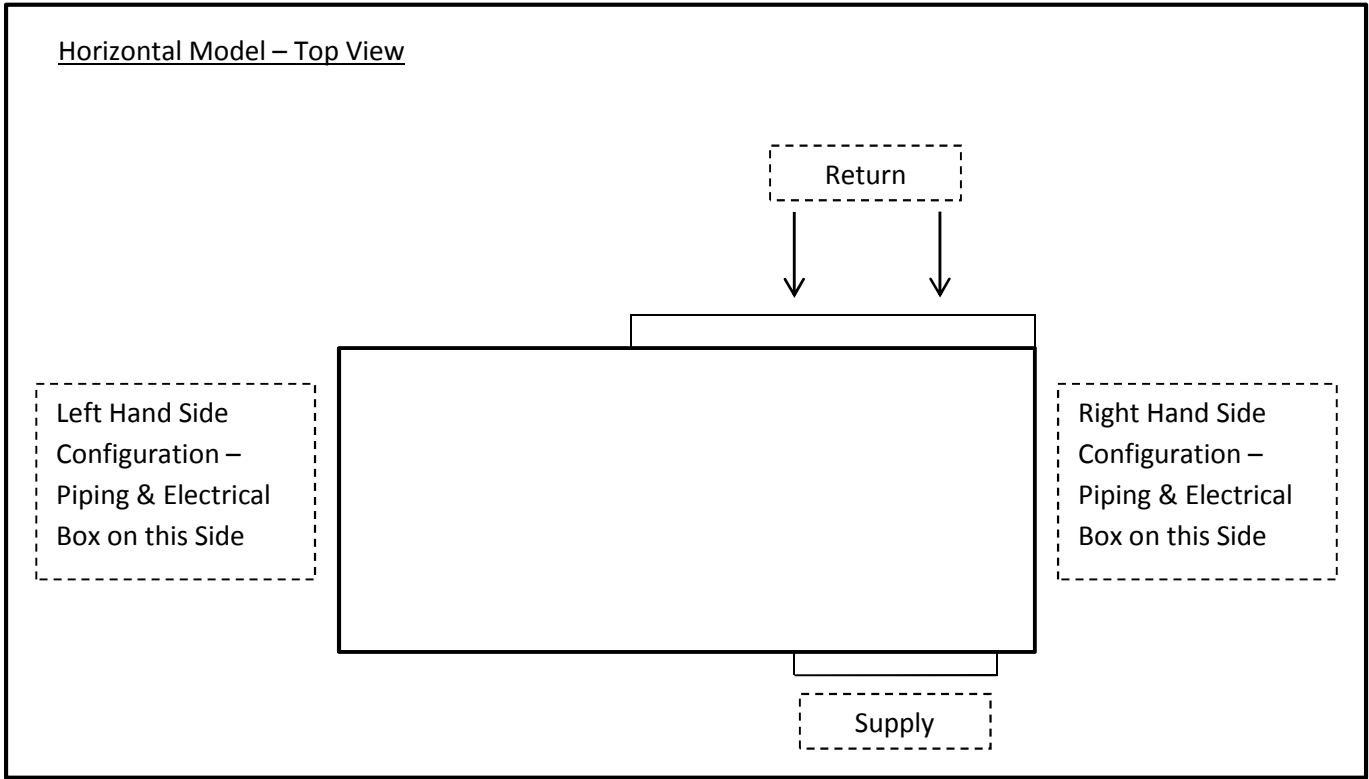 Horizontal Model – Top View
Return
Left Hand Side
Configuration –
Piping & Electrical
Box on this Side
Right Hand Side
Configuration –
Piping & Electrical
Box on this Side
Supply